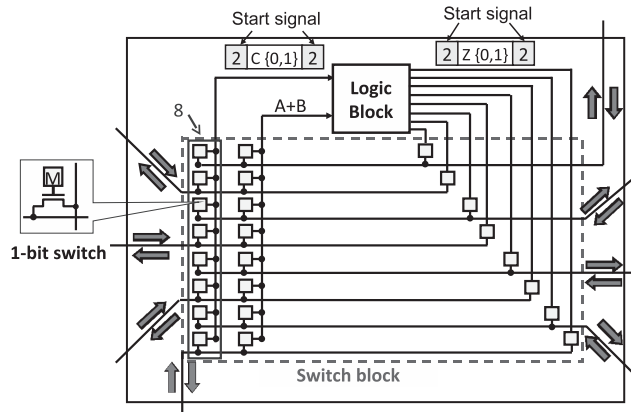 Start signal
Start signal
2 C {0,1} 2
2 Z {0,1} 2
Logic
Block
8
A+B
M
1-bit switch
Switch block